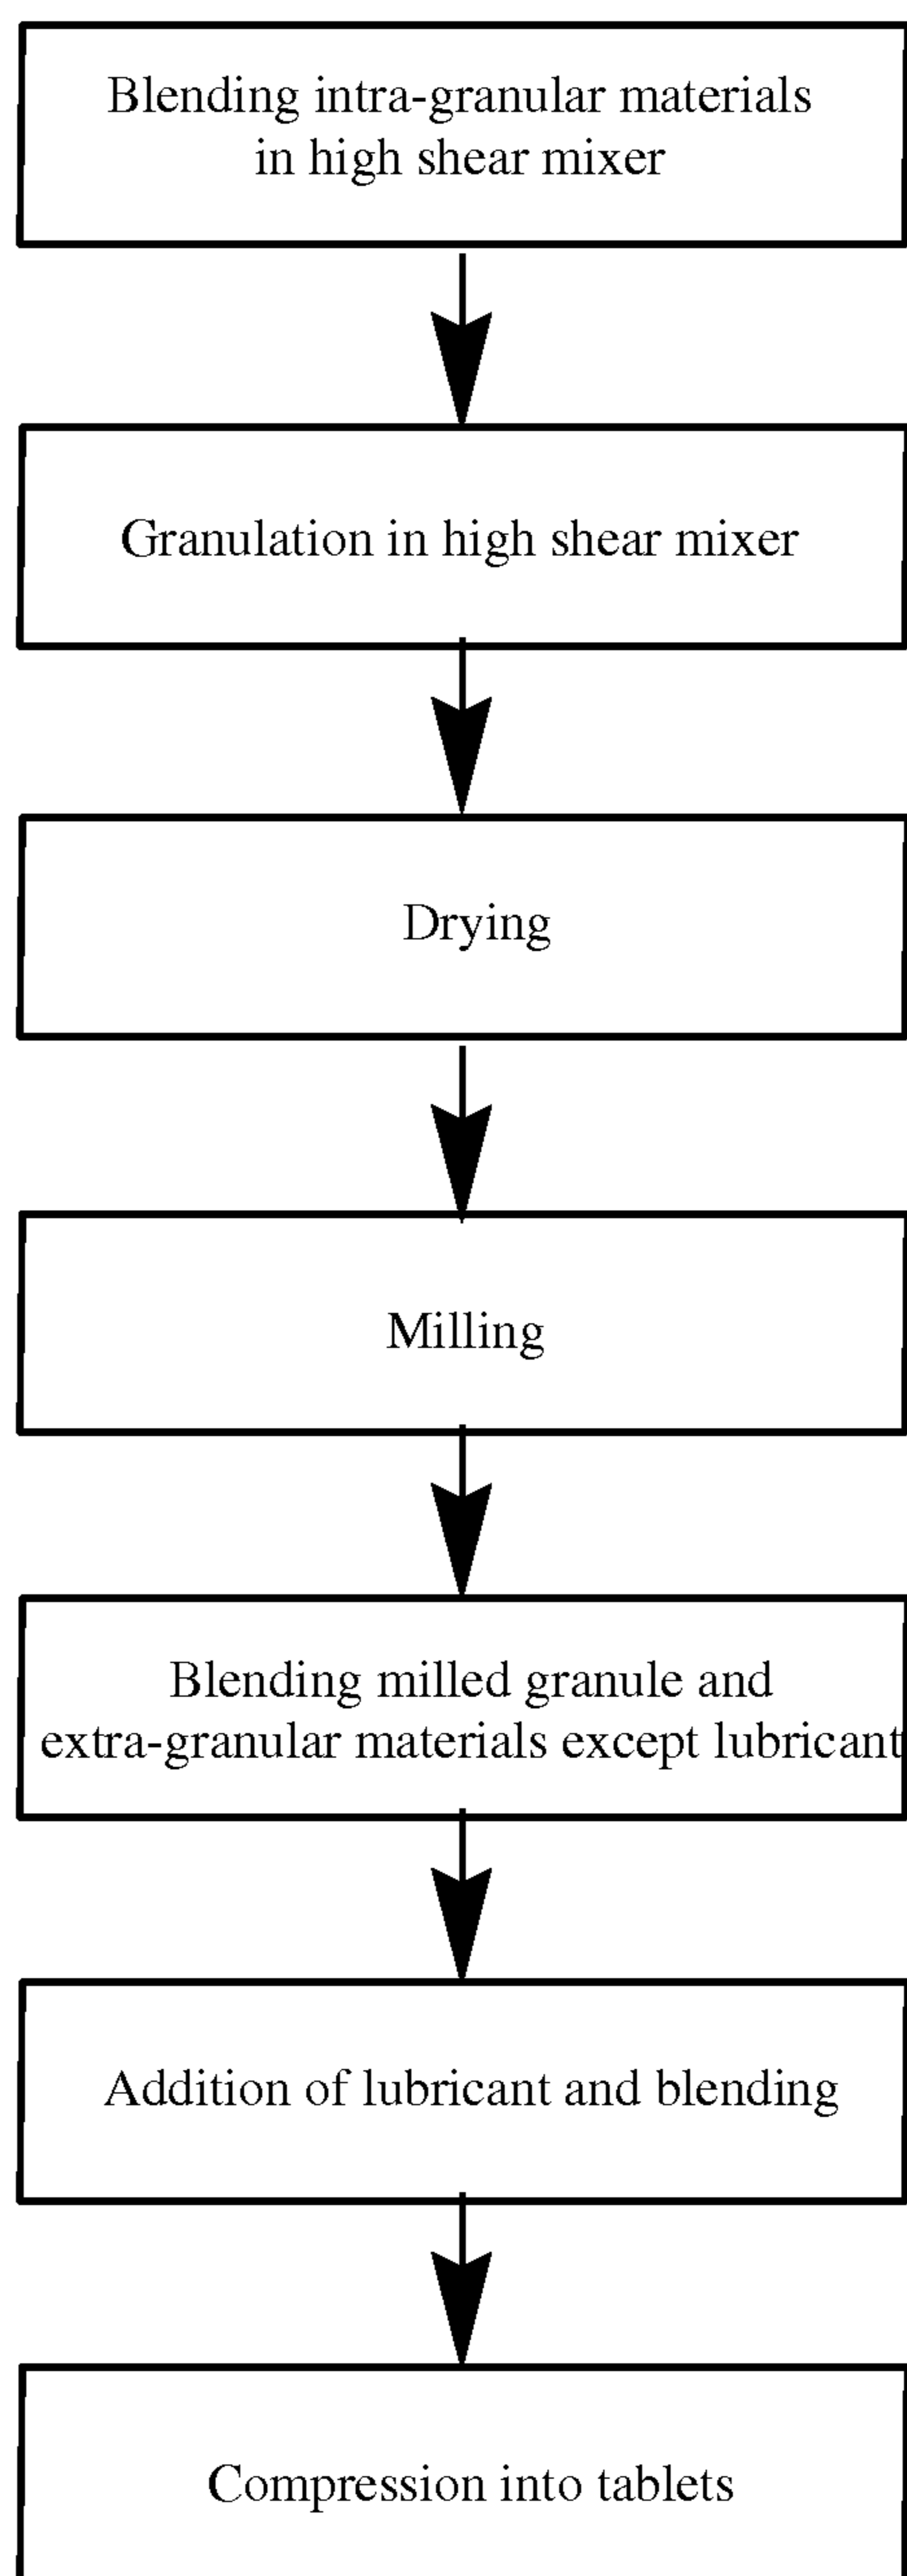 Blending intra-granular materials
in high shear mixer
Granulation in high shear mixer
Drying
Milling
Blending milled granule and
extra-granular materials except lubricant
Addition of lubricant and blending
Compression into tablets